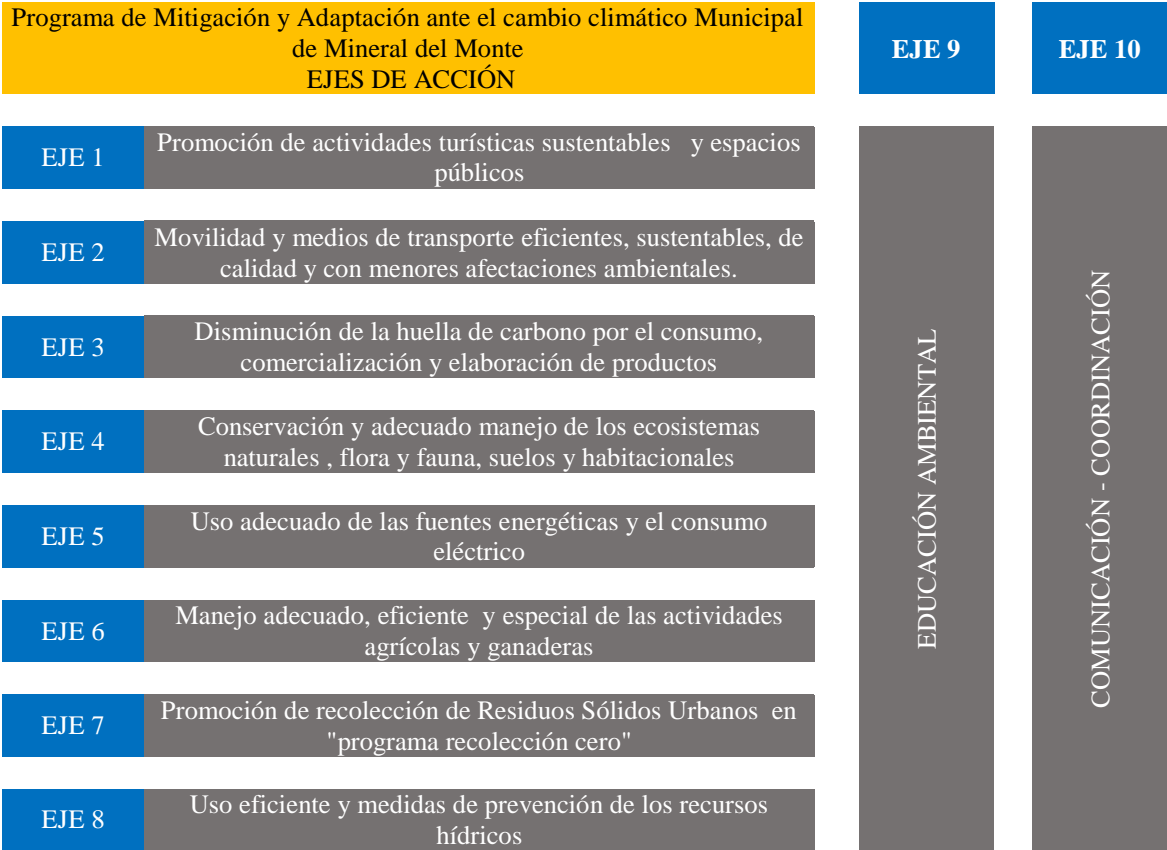 Programa de Mitigación y Adaptación ante el cambio climático Municipal
de Mineral del Monte
EJES DE ACCIÓN
EJE 9
EJE 10
EJE 1
Promoción de actividades turísticas sustentables y espacios
públicos
EJE 2
Movilidad y medios de transporte eficientes, sustentables, de
calidad y con menores afectaciones ambientales.
EJE 3
Disminución de la huella de carbono por el consumo,
comercialización y elaboración de productos
EJE 4
Conservación y adecuado manejo de los ecosistemas
naturales , flora y fauna, suelos y habitacionales
EJE 5
Uso adecuado de las fuentes energéticas y el consumo
eléctrico
EJE 6
Manejo adecuado, eficiente y especial de las actividades
agrícolas y ganaderas
EJE 7
Promoción de recolección de Residuos Sólidos Urbanos en
"programa recolección cero"
EJE 8
Uso eficiente y medidas de prevención de los recursos
hídricos
EDUCACIÓN AMBIENTAL
COMUNICACIÓN - COORDINACIÓN